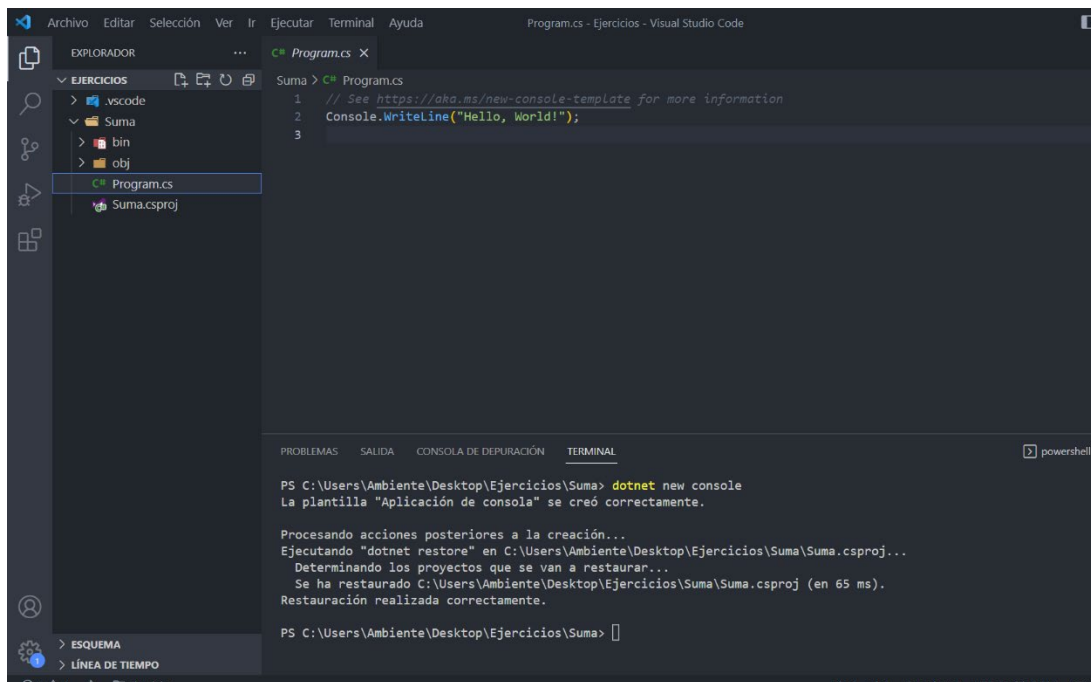 Archivo Editar Selección Ver Ir Ejecutar Terminal Ayuda
Program.cs - Ejercicios - Visual Studio Code
EXPLORADOR
EJERCICIOS
.vscode
Suma
bin
obj
C# Program.cs
Suma.csproj
ESQUEMA
LÍNEA DE TIEMPO
1
C# Program.cs
Suma > C# Program.cs
1 // See https://aka.ms/new-console-template for more information
2 Console.WriteLine("Hello, World!");
3
PROBLEMAS SALIDA CONSOLA DE DEPURACIÓN TERMINAL
powershell
PS C:\Users\Ambiente\Desktop\Ejercicios\Suma> dotnet new console
La plantilla "Aplicación de consola" se creó correctamente.
Procesando acciones posteriores a la creación...
Ejecutando "dotnet restore" en C:\Users\Ambiente\Desktop\Ejercicios\Suma\Suma.csproj...
Determinando los proyectos que se van a restaurar...
Se ha restaurado C:\Users\Ambiente\Desktop\Ejercicios\Suma\Suma.csproj (en 65 ms).
Restauración realizada correctamente.
PS C:\Users\Ambiente\Desktop\Ejercicios\Suma>